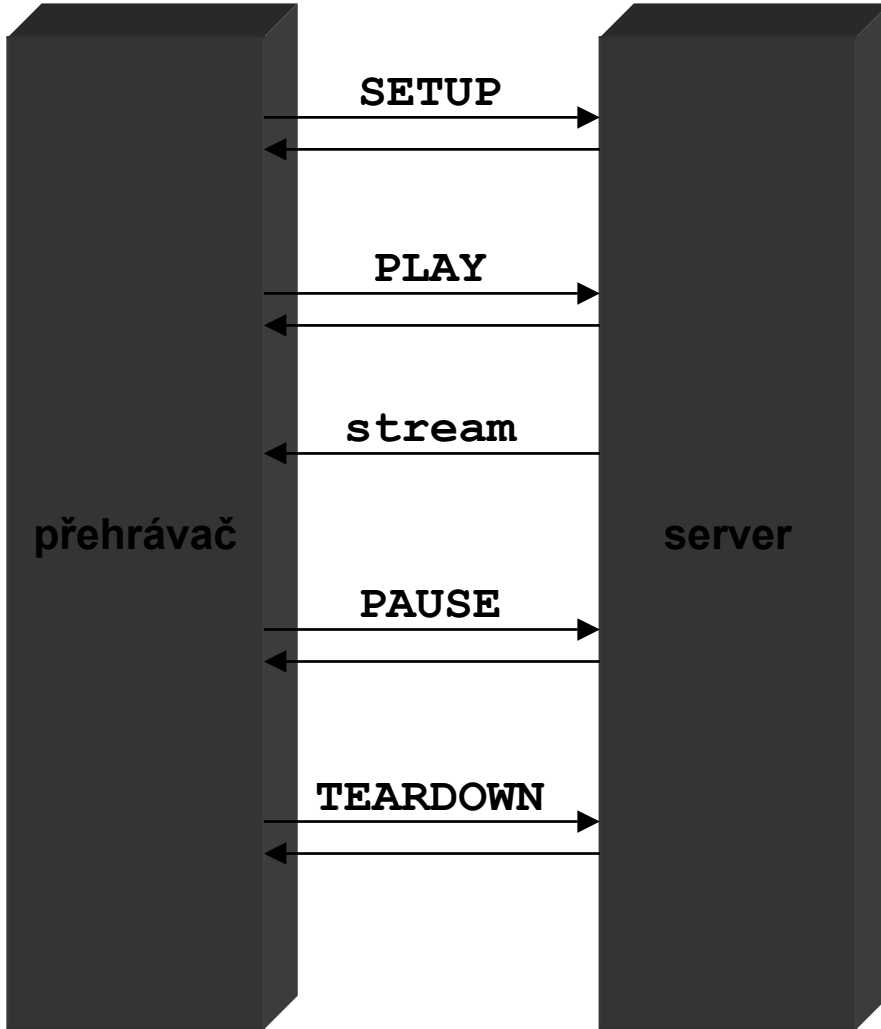 SETUP
PLAY
stream
přehrávač
server
PAUSE
TEARDOWN